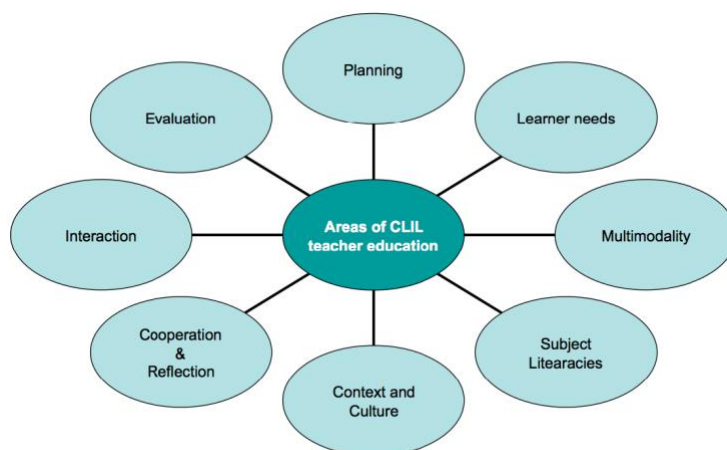 Planning
Evaluation
Learner needs
Interaction
Areas of CLIL
teacher education
Multimodality
Cooperation
&
Reflection
Subject
Litearacies
Context and
Culture